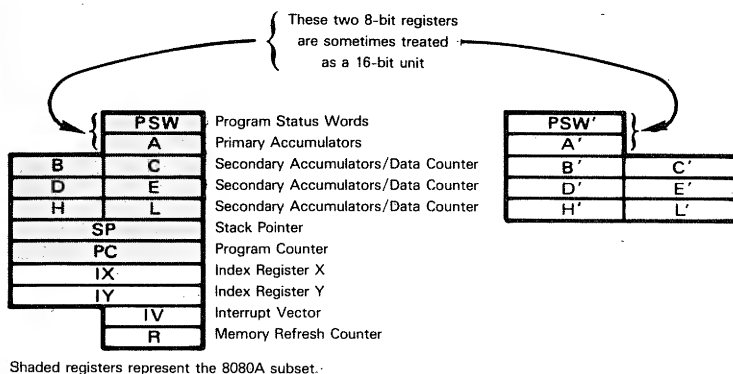 These two 8-bit registers
are sometimes treated
as a 16-bit unit
PSW Program Status Words PSW'
A Primary Accumulators A'
B C Secondary Accumulators/Data Counter B' C'
D E Secondary Accumulators/Data Counter D' E'
H L Secondary Accumulators/Data Counter H' L'
SP Stack Pointer
PC Program Counter
IX Index Register X
IY Index Register Y
IV Interrupt Vector
R Memory Refresh Counter
Shaded registers represent the 8080A subset.